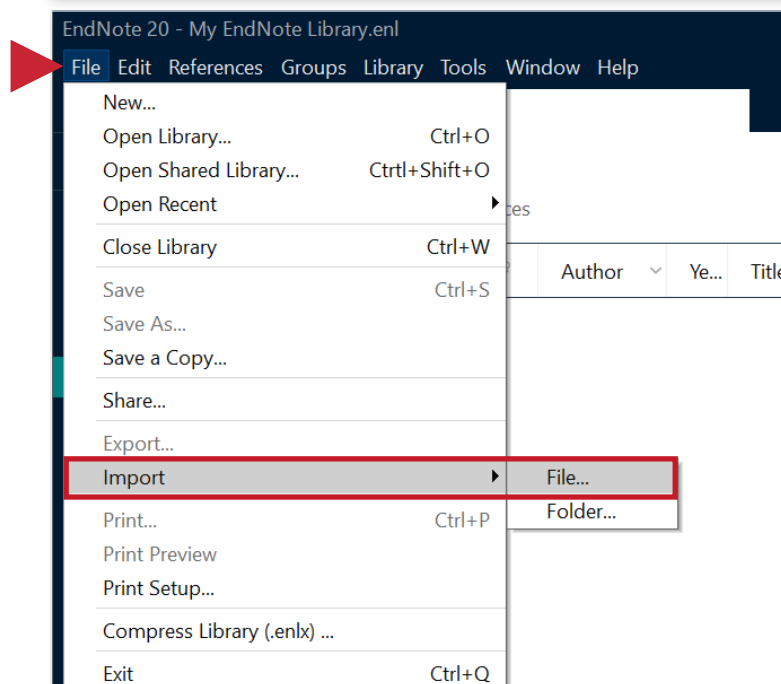 EndNote 20 - My EndNote Library.enl
File Edit References Groups Library Tools Window Help
New...
Open Library... Ctrl+O
Open Shared Library... Ctrtl+Shift+O
Open Recent
ces
Close Library Ctrl+W
Author Ye... Title
Save Ctrl+S
Save As...
Save a Copy...
Share...
Export...
Import File...
Folder...
Print... Ctrl+P
Print Preview
Print Setup...
Compress Library (.enlx) ...
Exit Ctrl+Q